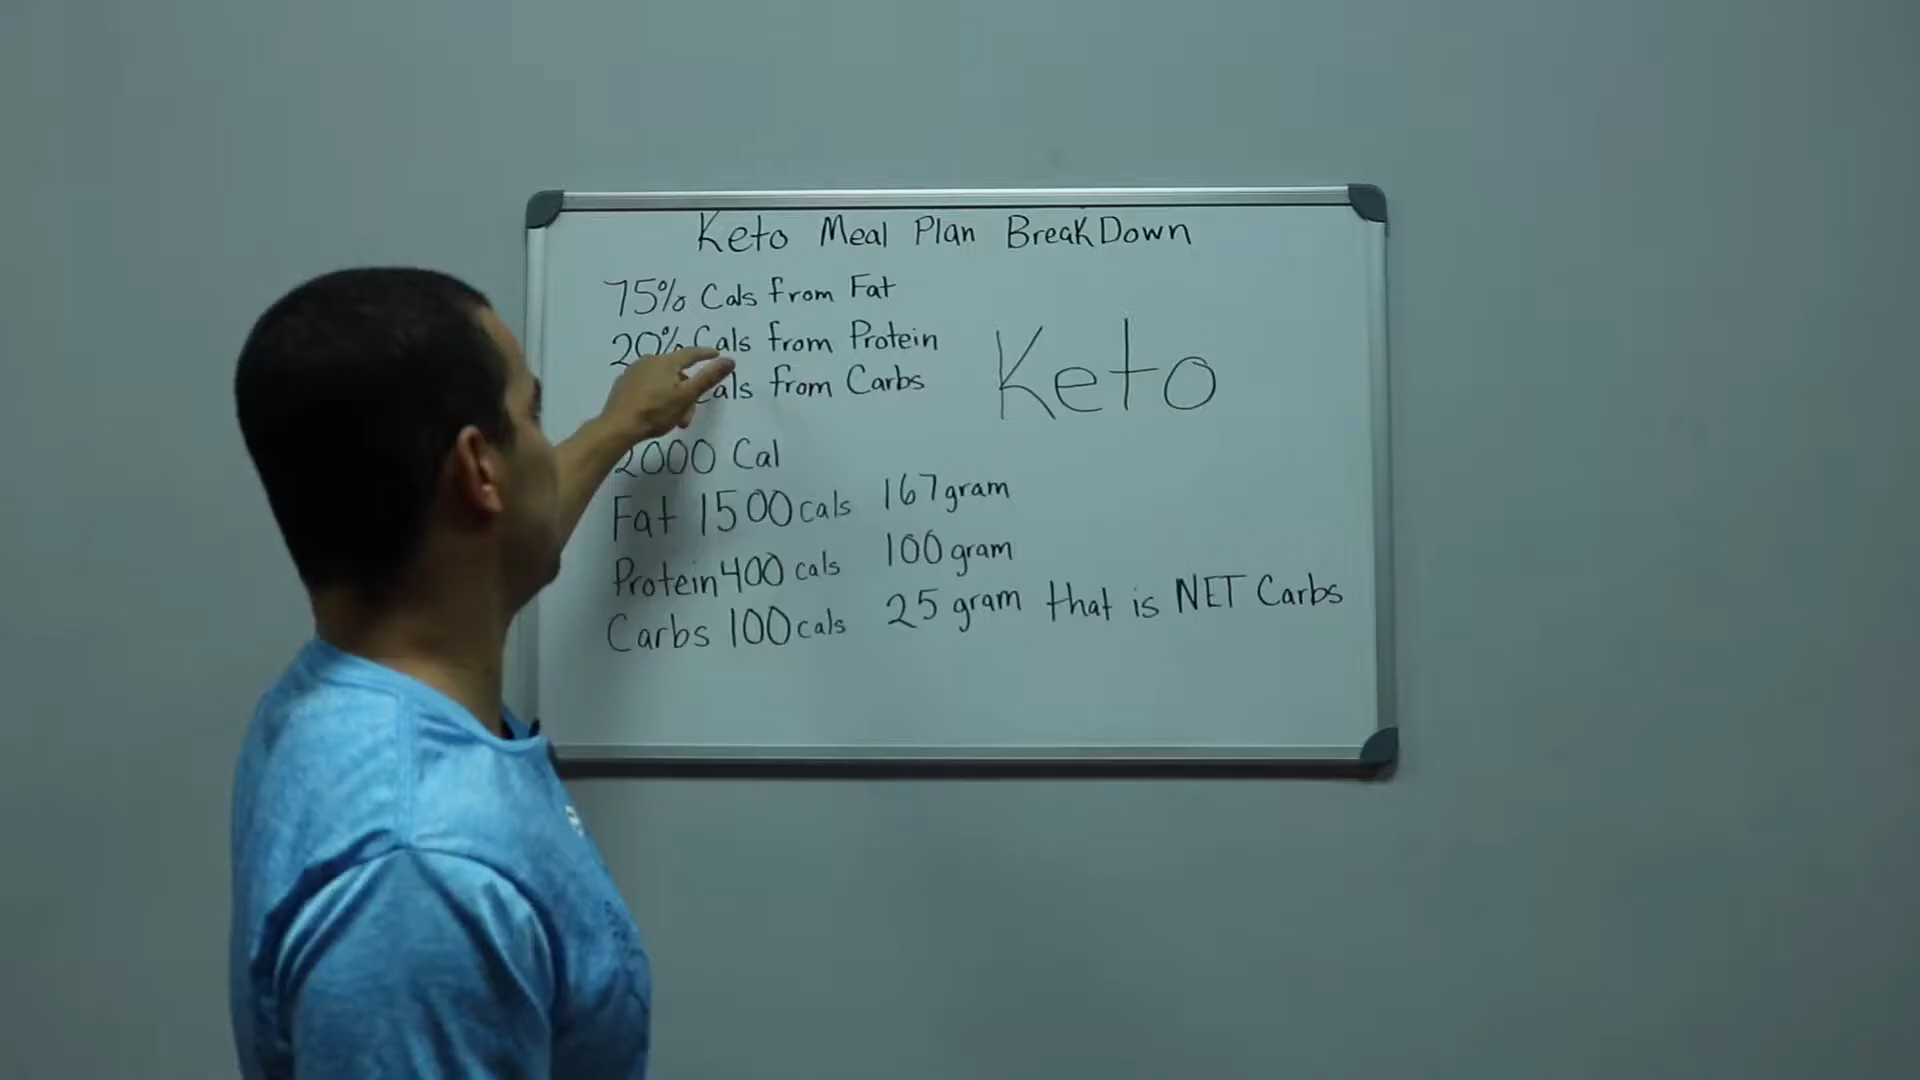 Keto Meal Plan BreakDown
75% Cals from Fat
20% Cals from Protein
Cals from Carbs
Keto
2000 Cal
Fat 1500 cals 167 gram
Protein 400 cals 100 gram
Carbs 100 cals 25 gram that is NET Carbs